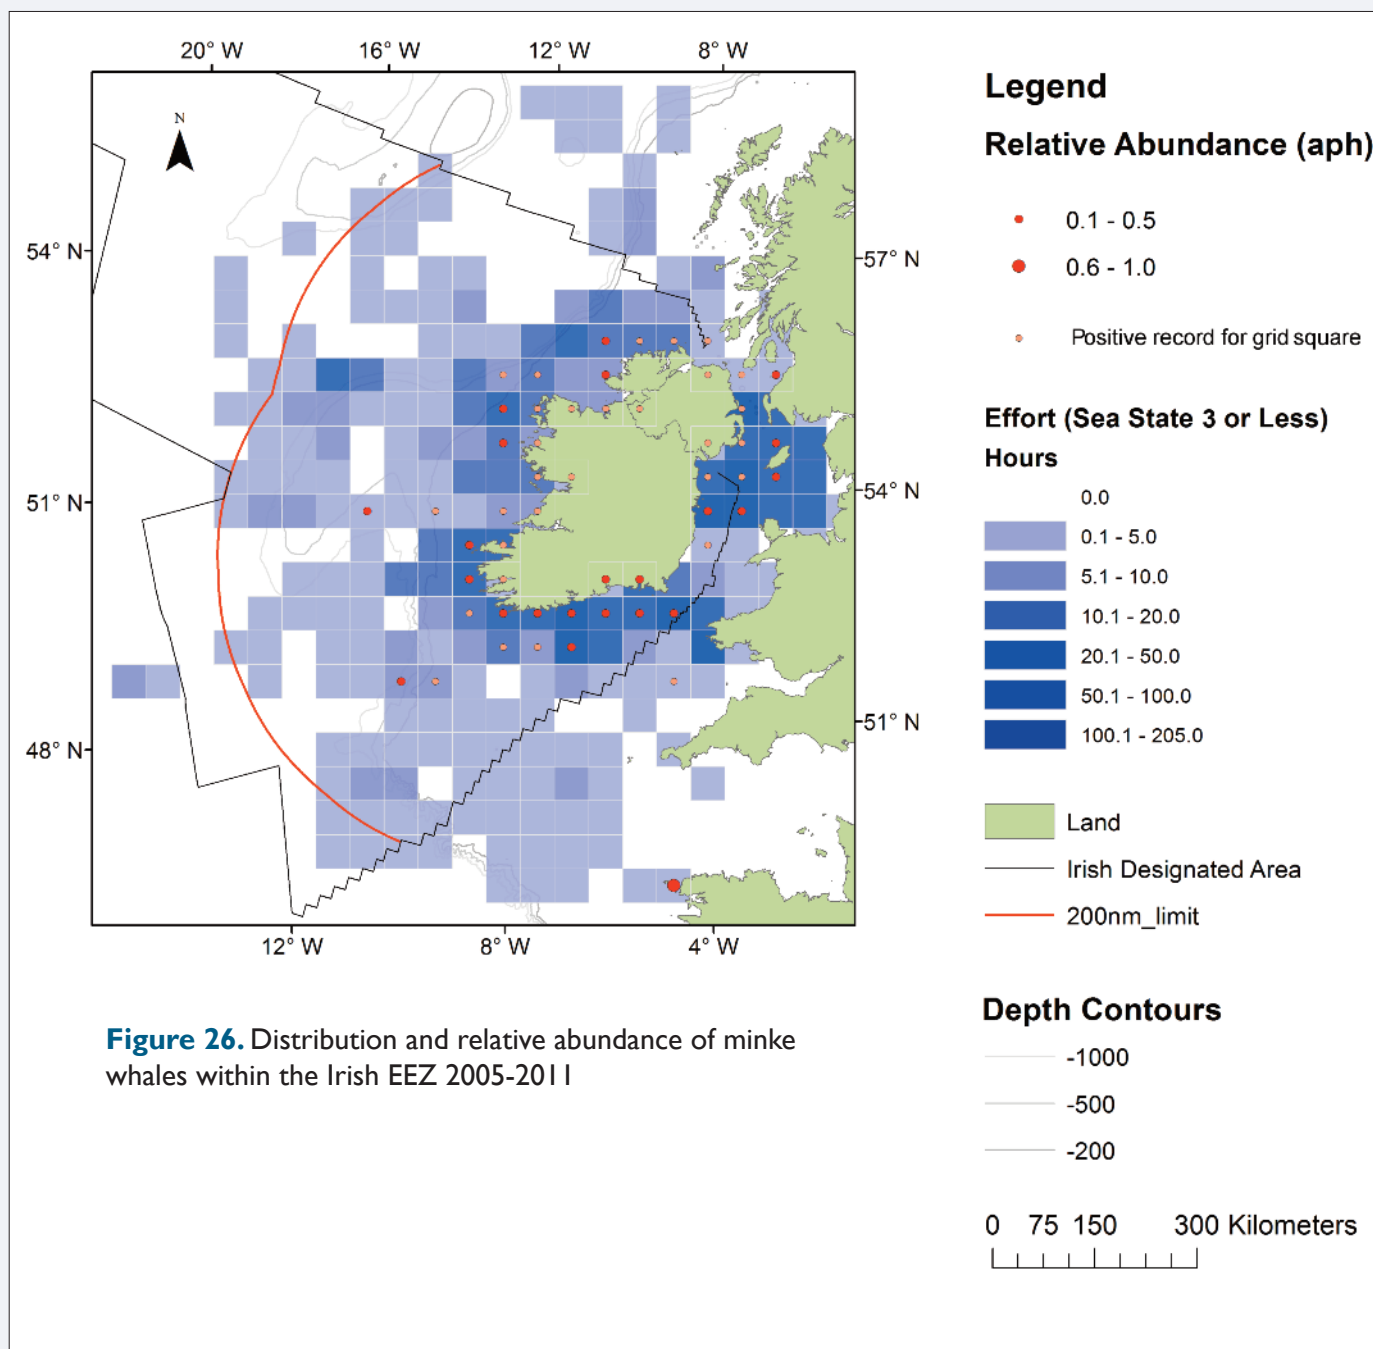 20° W 16° W 12° W 8° W
N
54° N
51° N
48° N
57° N
54° N
51° N
12° W 8° W 4° W
Figure 26. Distribution and relative abundance of minke
whales within the Irish EEZ 2005-2011
Legend
Relative Abundance (aph)
0.1 - 0.5
0.6 - 1.0
Positive record for grid square
Effort (Sea State 3 or Less)
Hours
0.0
0.1 - 5.0
5.1 - 10.0
10.1 - 20.0
20.1 - 50.0
50.1 - 100.0
100.1 - 205.0
Land
Irish Designated Area
200nm_limit
Depth Contours
-1000
-500
-200
0 75 150 300 Kilometers